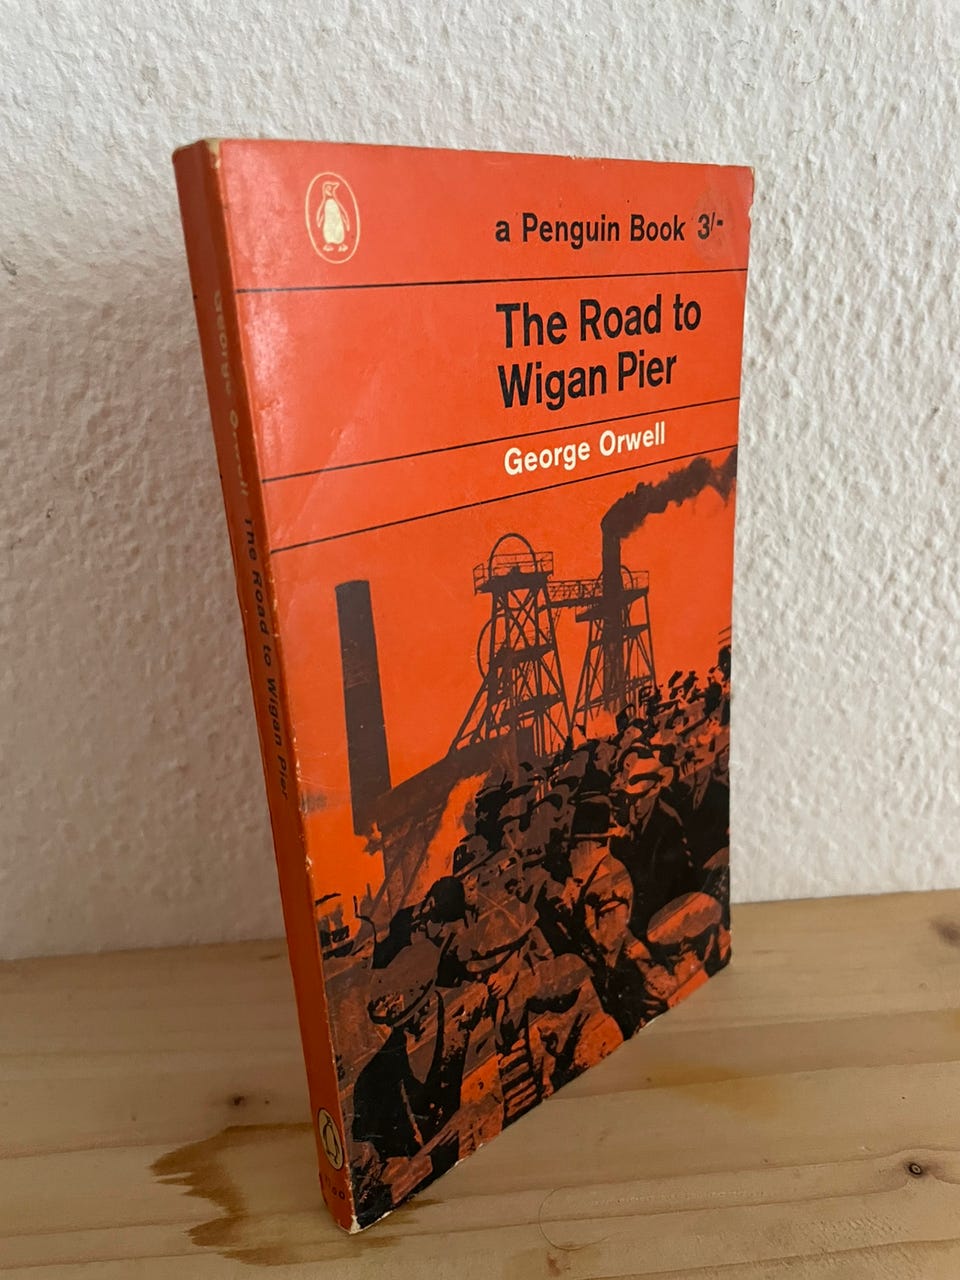 a Penguin Book 3/-
The Road to
Wigan Pier
George Orwell
George Orwell The Road to Wigan Pier